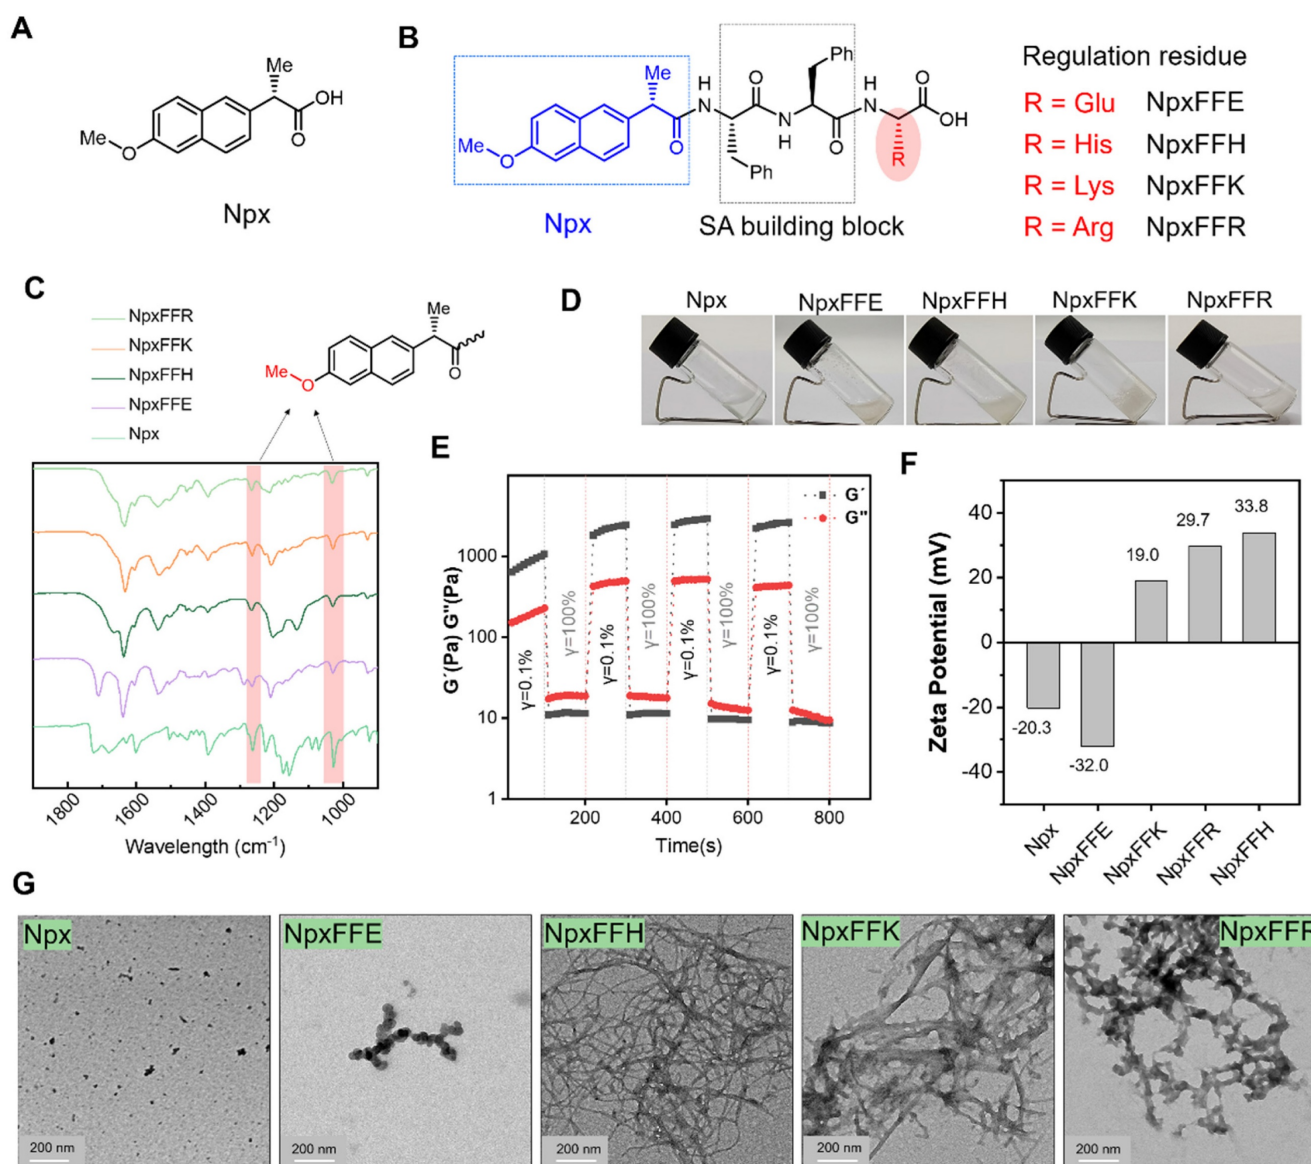 A
Me
OH
O
Me
O
Npx
B
Me
H
N
O
Ph
H
N
O
OH
Me
O
O
N
H
Ph
O
R
Npx
SA building block
Regulation residue
R = Glu NpxFFE
R = His NpxFFH
R = Lys NpxFFK
R = Arg NpxFFR
C
NpxFFR
NpxFFK
NpxFFH
NpxFFE
Npx
Me
Me
O
O
1800 1600 1400 1200 1000
Wavelength (cm⁻¹)
D
Npx NpxFFE NpxFFH NpxFFK NpxFFR
E
G´
G"
G´(Pa) G"(Pa)
1000
100
10
1
γ=0.1%
γ=100%
γ=0.1%
γ=100%
γ=0.1%
γ=100%
γ=0.1%
γ=100%
200 400 600 800
Time(s)
F
Zeta Potential (mV)
40
20
0
-20
-40
-20.3
-32.0
19.0
29.7
33.8
Npx NpxFFE NpxFFK NpxFFR NpxFFH
G
Npx
200 nm
NpxFFE
200 nm
NpxFFH
200 nm
NpxFFK
200 nm
NpxFFR
200 nm